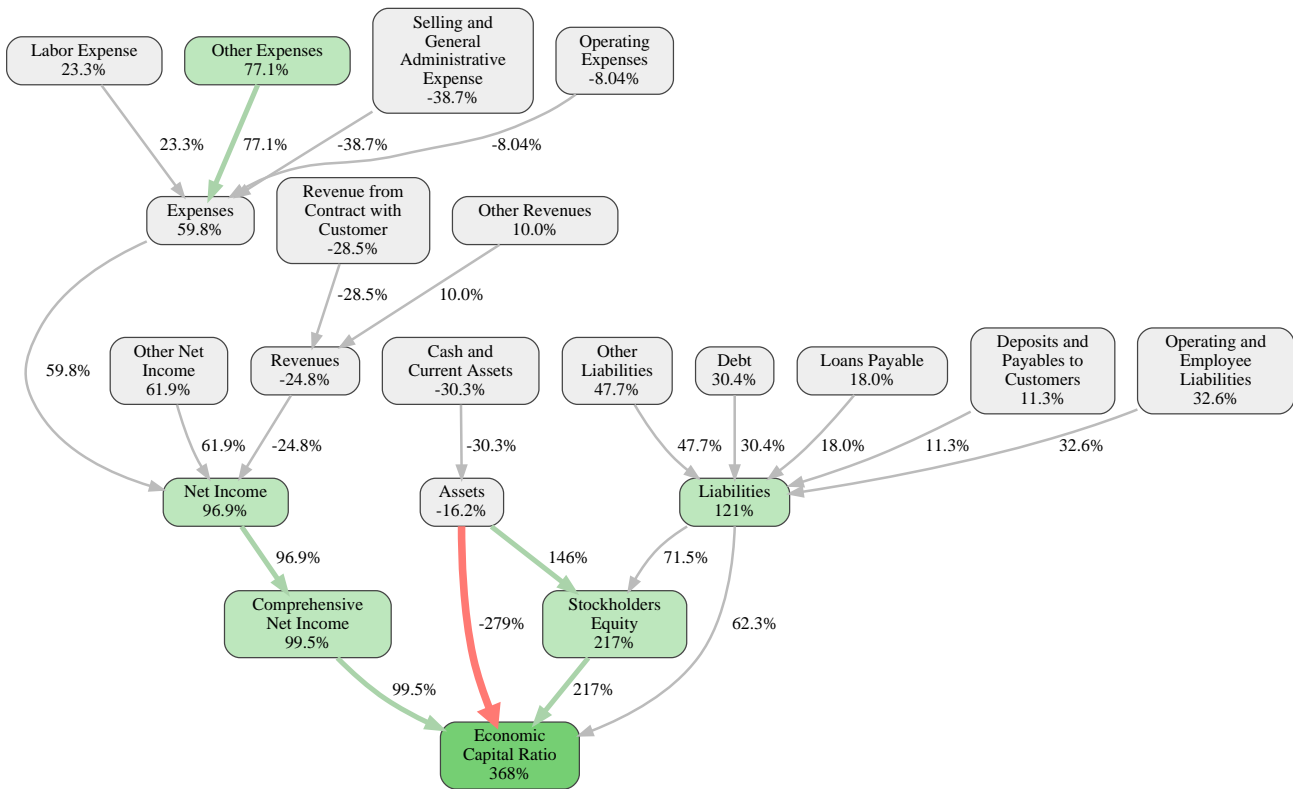 Labor Expense
23.3%
Other Expenses
77.1%
Selling and
General
Administrative
Expense
-38.7%
Operating
Expenses
-8.04%
23.3%
77.1%
-38.7%
-8.04%
Expenses
59.8%
Revenue from
Contract with
Customer
-28.5%
Other Revenues
10.0%
-28.5%
10.0%
59.8%
Other Net
Income
61.9%
Revenues
-24.8%
Cash and
Current Assets
-30.3%
Other
Liabilities
47.7%
Debt
30.4%
Loans Payable
18.0%
Deposits and
Payables to
Customers
11.3%
Operating and
Employee
Liabilities
32.6%
61.9%
-24.8%
-30.3%
47.7%
30.4%
18.0%
11.3%
32.6%
Net Income
96.9%
Assets
-16.2%
Liabilities
121%
96.9%
146%
71.5%
Comprehensive
Net Income
99.5%
-279%
Stockholders
Equity
217%
62.3%
99.5%
217%
Economic
Capital Ratio
368%